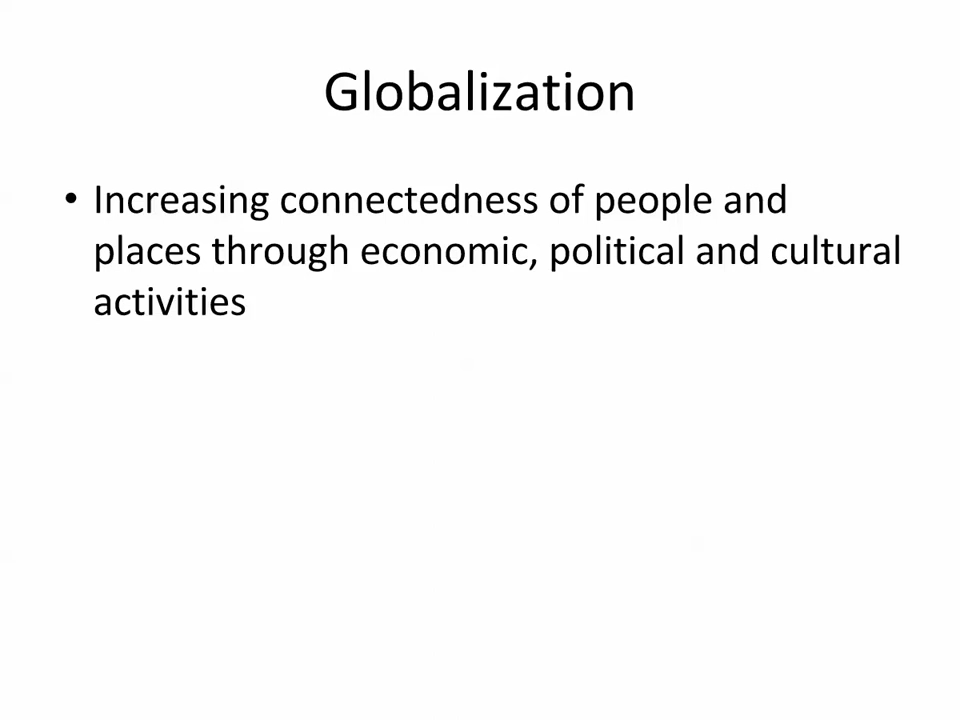 Globalization
• Increasing connectedness of people and
places through economic, political and cultural
activities